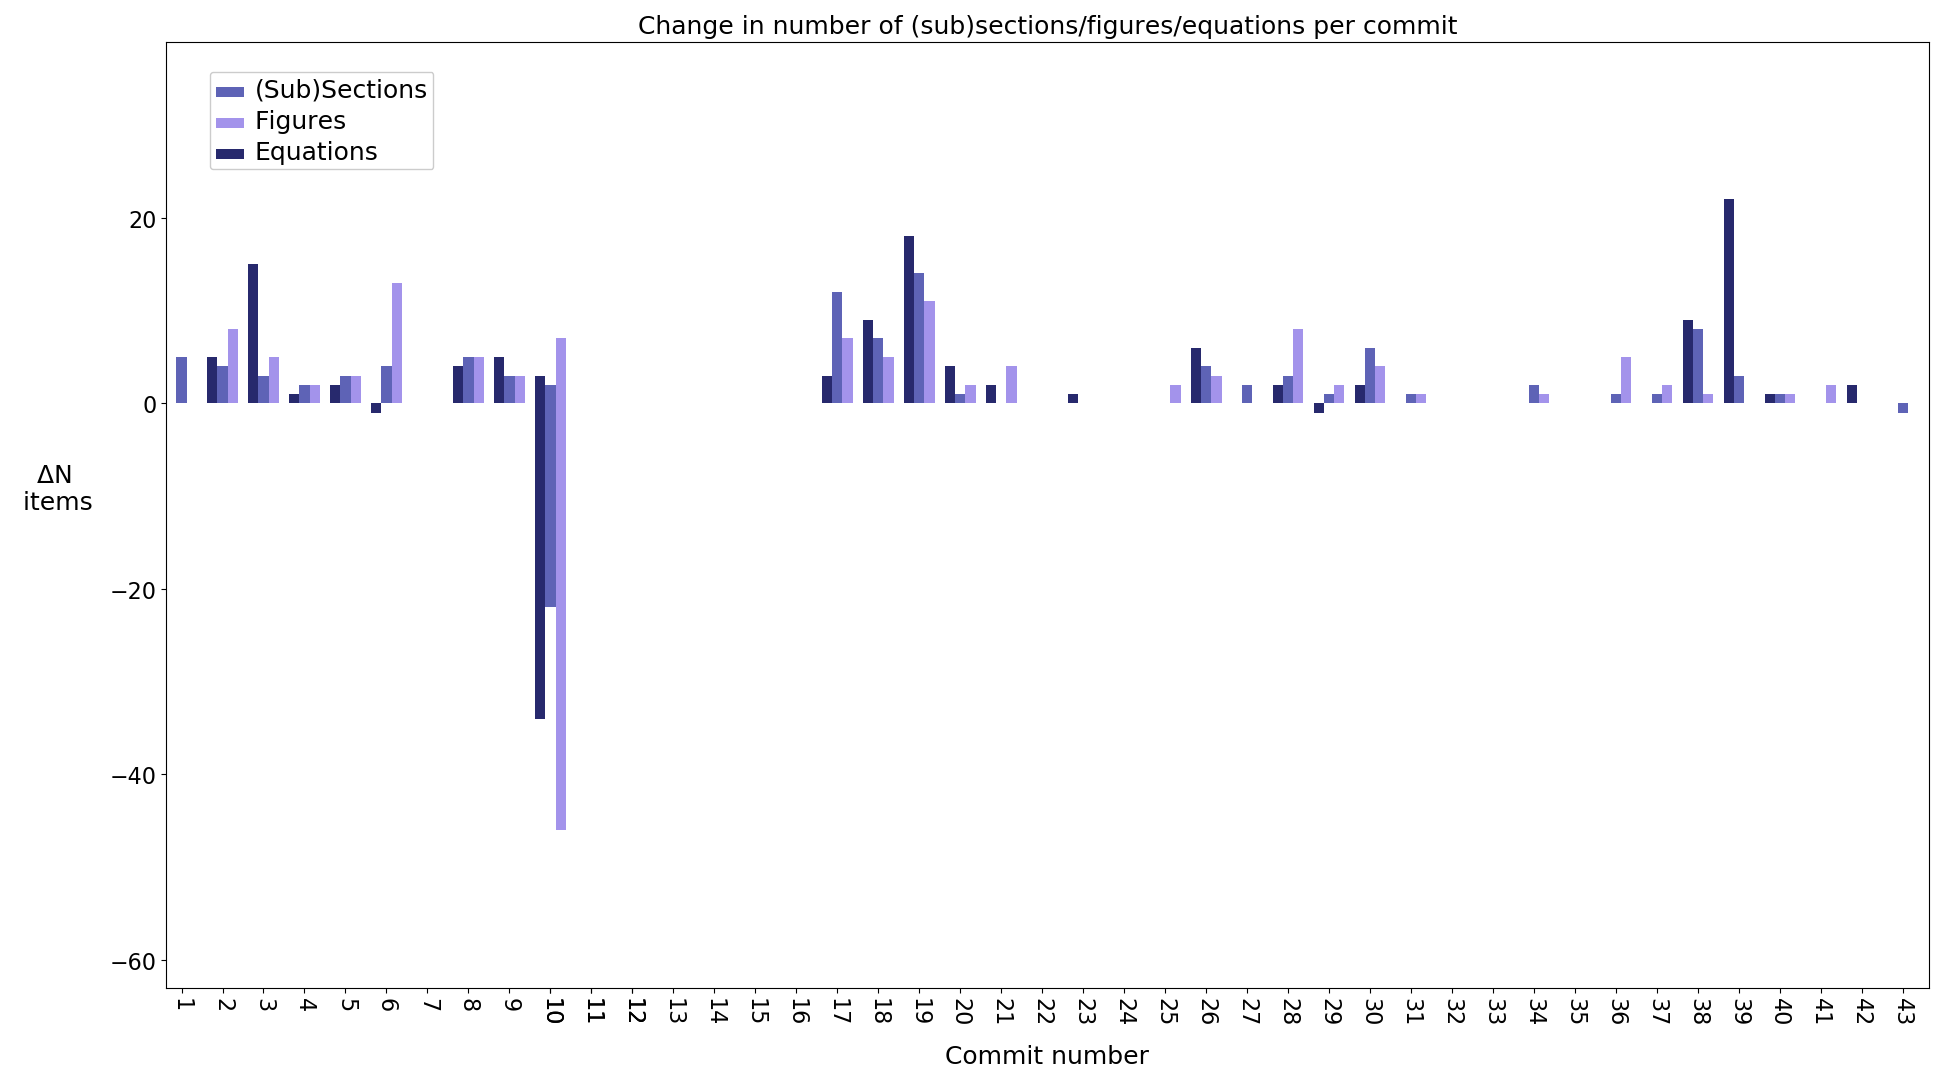 Change in number of (sub)sections/figures/equations per commit
(Sub)Sections
Figures
Equations
20
0
−20
−40
−60
ΔN
items
1 2 3 4 5 6 7 8 9 10 11 12 13 14 15 16 17 18 19 20 21 22 23 24 25 26 27 28 29 30 31 32 33 34 35 36 37 38 39 40 41 42 43
Commit number